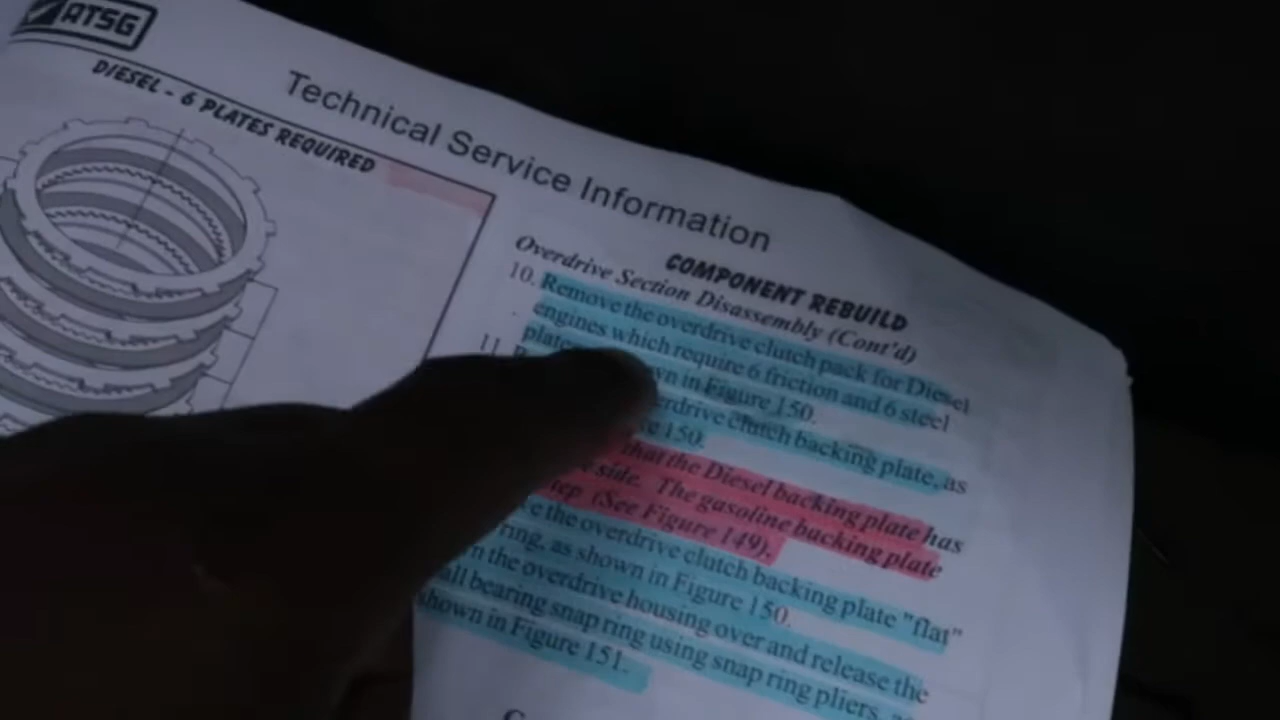 ATSG
Technical Service Information
DIESEL - 6 PLATES REQUIRED
COMPONENT REBUILD
Overdrive Section Disassembly (Cont'd)
10. Remove the overdrive clutch pack for Diesel
engines which require 6 friction and 6 steel
in Figure 150.
11. clutch backing plate, as
150.
that the Diesel backing plate has
side. The gasoline backing plate
(See Figure 149).
the overdrive clutch backing plate "flat"
ring, as shown in Figure 150.
the overdrive housing over and release the
bearing snap ring using snap ring pliers,
shown in Figure 151.